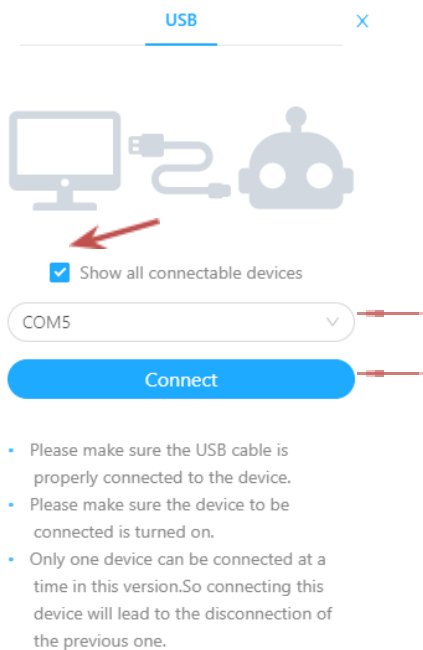 USB
Show all connectable devices
COM5
Connect
Please make sure the USB cable is
properly connected to the device.
Please make sure the device to be
connected is turned on.
Only one device can be connected at a
time in this version.So connecting this
device will lead to the disconnection of
the previous one.